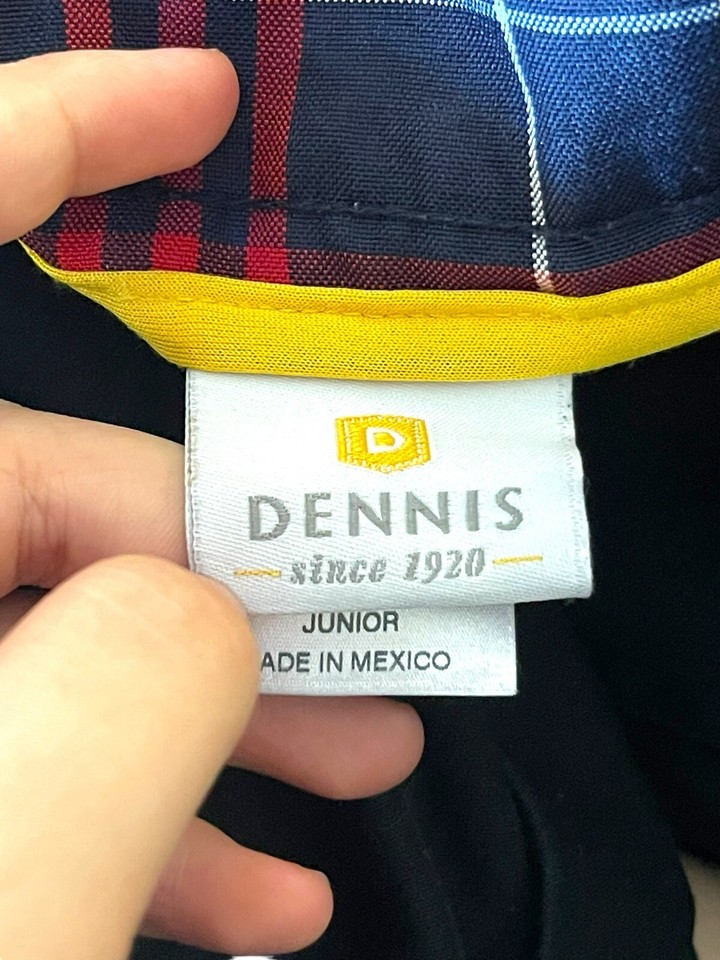 D
DENNIS
since 1920
JUNIOR
ADE IN MEXICO